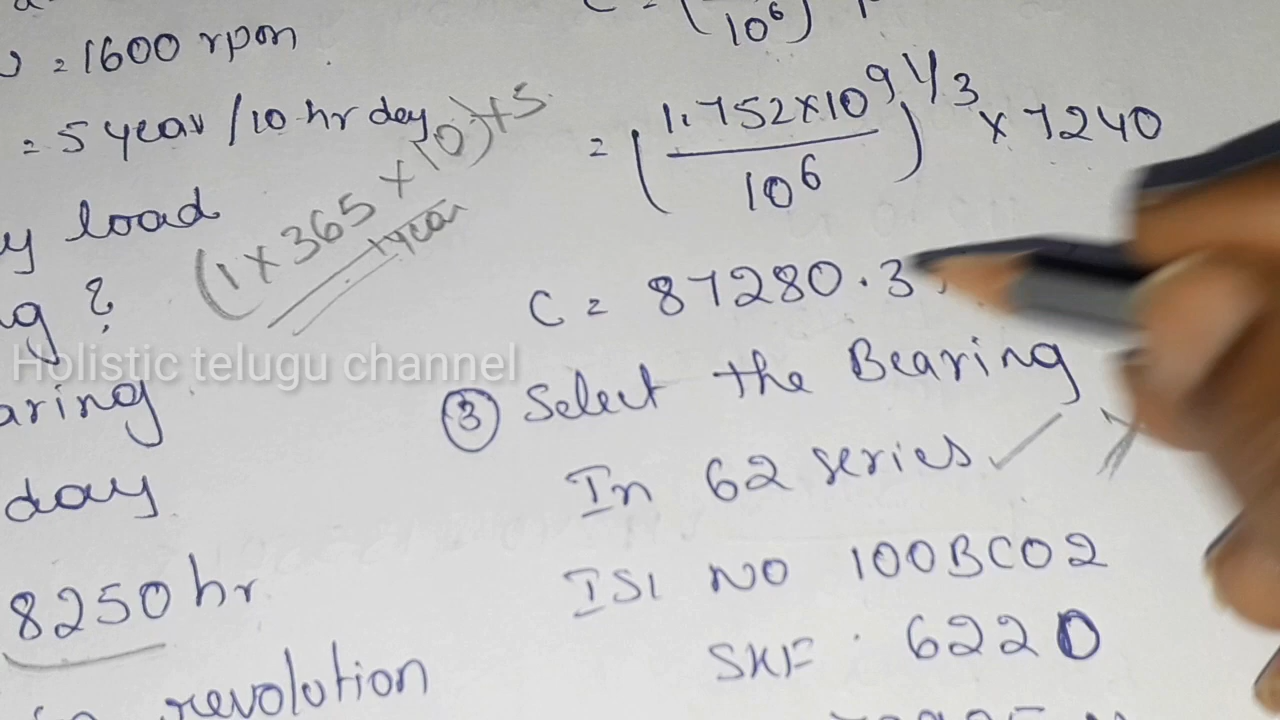 = 1600 rpm
= 5 year / 10 hr day
(1 × 365 × 10) × 5
1 year
load
?
day
8250 hr
revolution
10⁶)
= (1.752×10⁹ / 10⁶)^1/3 × 7240
C = 87280.3
③ Select the Bearing
In 62 series ✓
ISI NO 100BC02
SKF. 6220
Holistic telugu channel